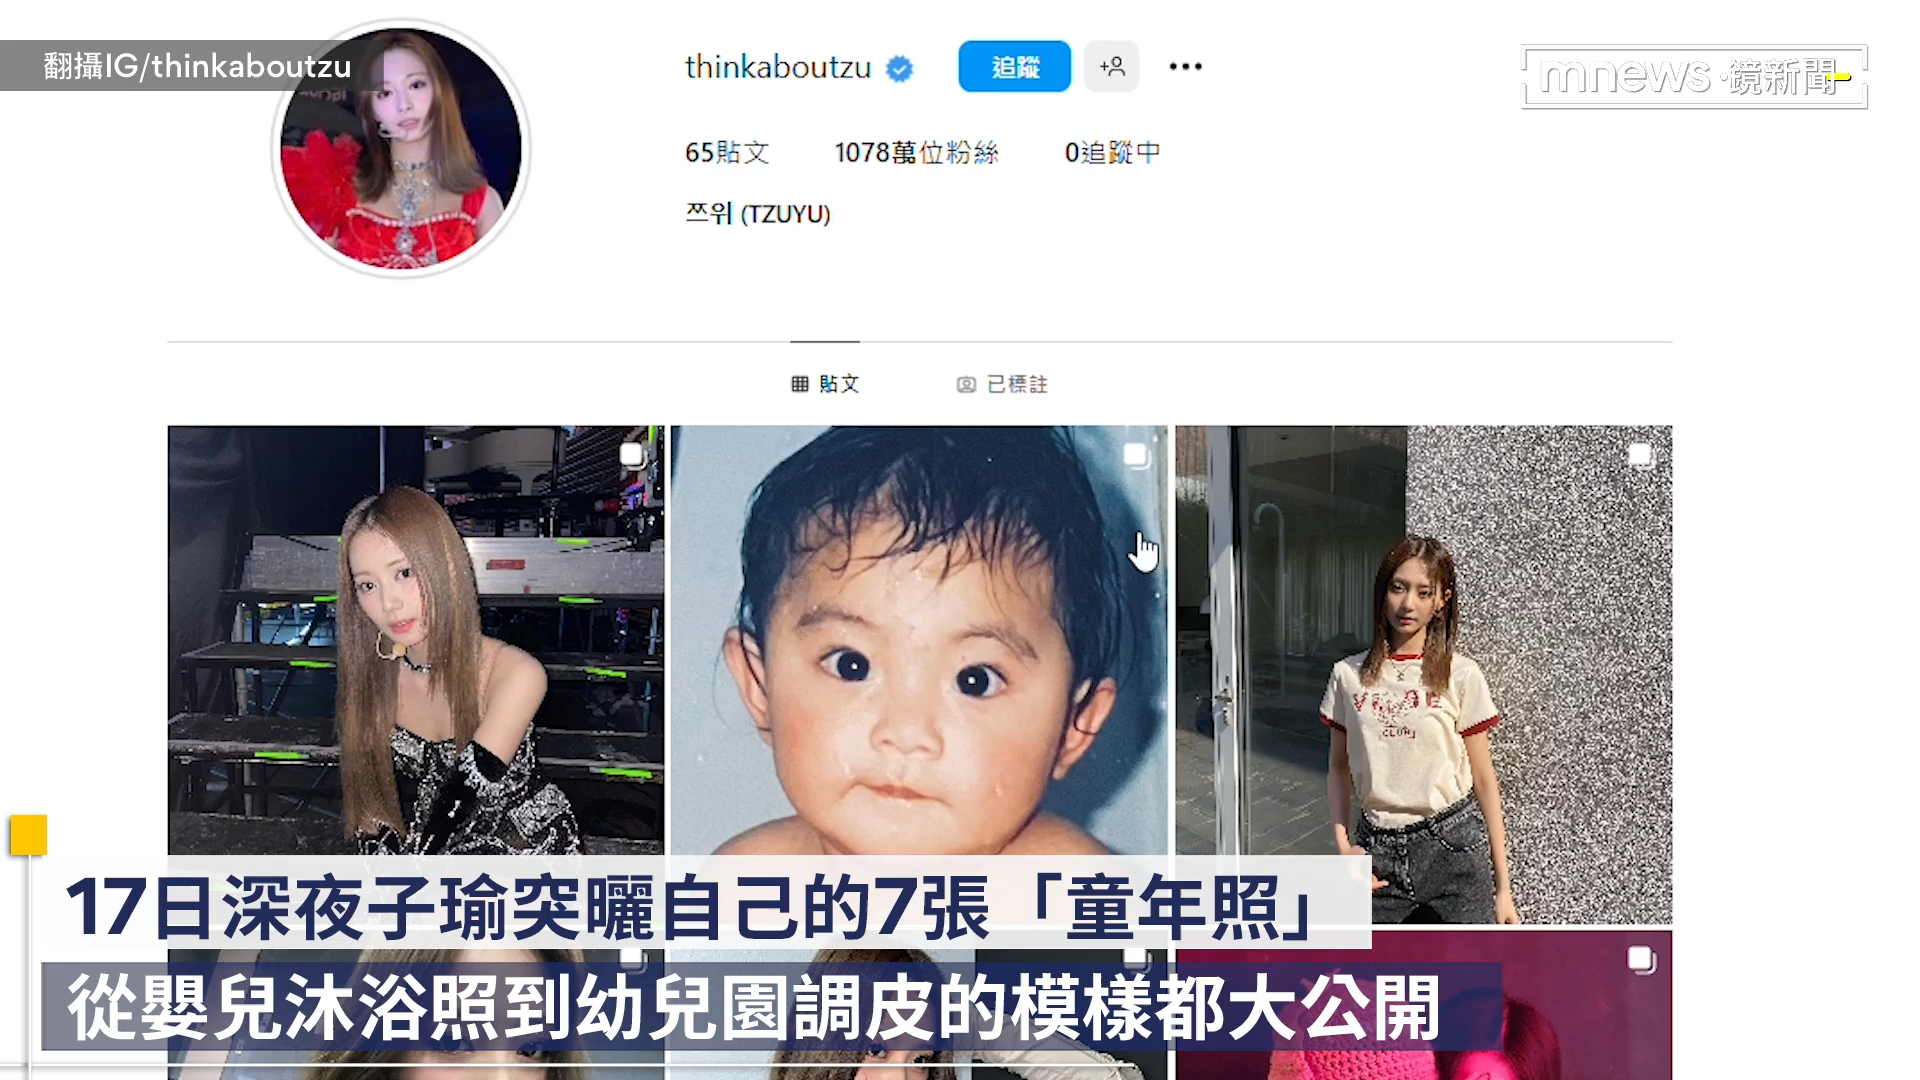 翻攝IG/thinkaboutzu
thinkaboutzu
追蹤
mnews·鏡新聞
65貼文 1078萬位粉絲 0追蹤中
쯔위 (TZUYU)
貼文 已標註
CLUB
17日深夜子瑜突曬自己的7張「童年照」
從嬰兒沐浴照到幼兒園調皮的模樣都大公開